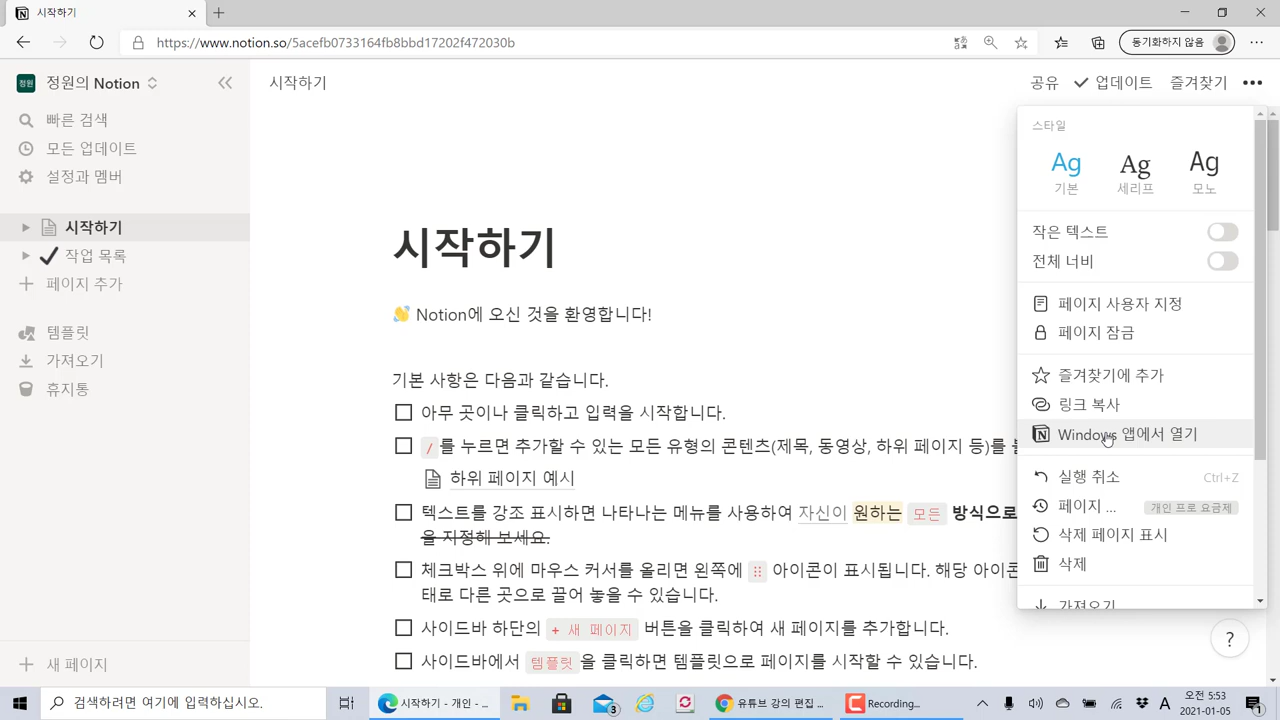 시작하기
https://www.notion.so/5acefb0733164fb8bbd17202f472030b
동기화하지 않음
정원
정원의 Notion
시작하기
공유
업데이트
즐겨찾기
빠른 검색
모든 업데이트
설정과 멤버
시작하기
작업 목록
페이지 추가
템플릿
가져오기
휴지통
새 페이지
시작하기
Notion에 오신 것을 환영합니다!
기본 사항은 다음과 같습니다.
아무 곳이나 클릭하고 입력을 시작합니다.
/ 를 누르면 추가할 수 있는 모든 유형의 콘텐츠(제목, 동영상, 하위 페이지 등)를
하위 페이지 예시
텍스트를 강조 표시하면 나타나는 메뉴를 사용하여 자신이 원하는 모든 방식으로
을 지정해 보세요.
체크박스 위에 마우스 커서를 올리면 왼쪽에 ⠿ 아이콘이 표시됩니다. 해당 아이콘
태로 다른 곳으로 끌어 놓을 수 있습니다.
사이드바 하단의 + 새 페이지 버튼을 클릭하여 새 페이지를 추가합니다.
사이드바에서 템플릿 을 클릭하면 템플릿으로 페이지를 시작할 수 있습니다.
스타일
Ag Ag Ag
기본 세리프 모노
작은 텍스트
전체 너비
페이지 사용자 지정
페이지 잠금
즐겨찾기에 추가
링크 복사
Windows 앱에서 열기
실행 취소 Ctrl+Z
페이지 ... 개인 프로 요금제
삭제 페이지 표시
삭제
가져오기
?
검색하려면 여기에 입력하십시오.
시작하기 - 개인 - ...
3
유튜브 강의 편집 ...
Recording...
A
오전 5:53
2021-01-05
1